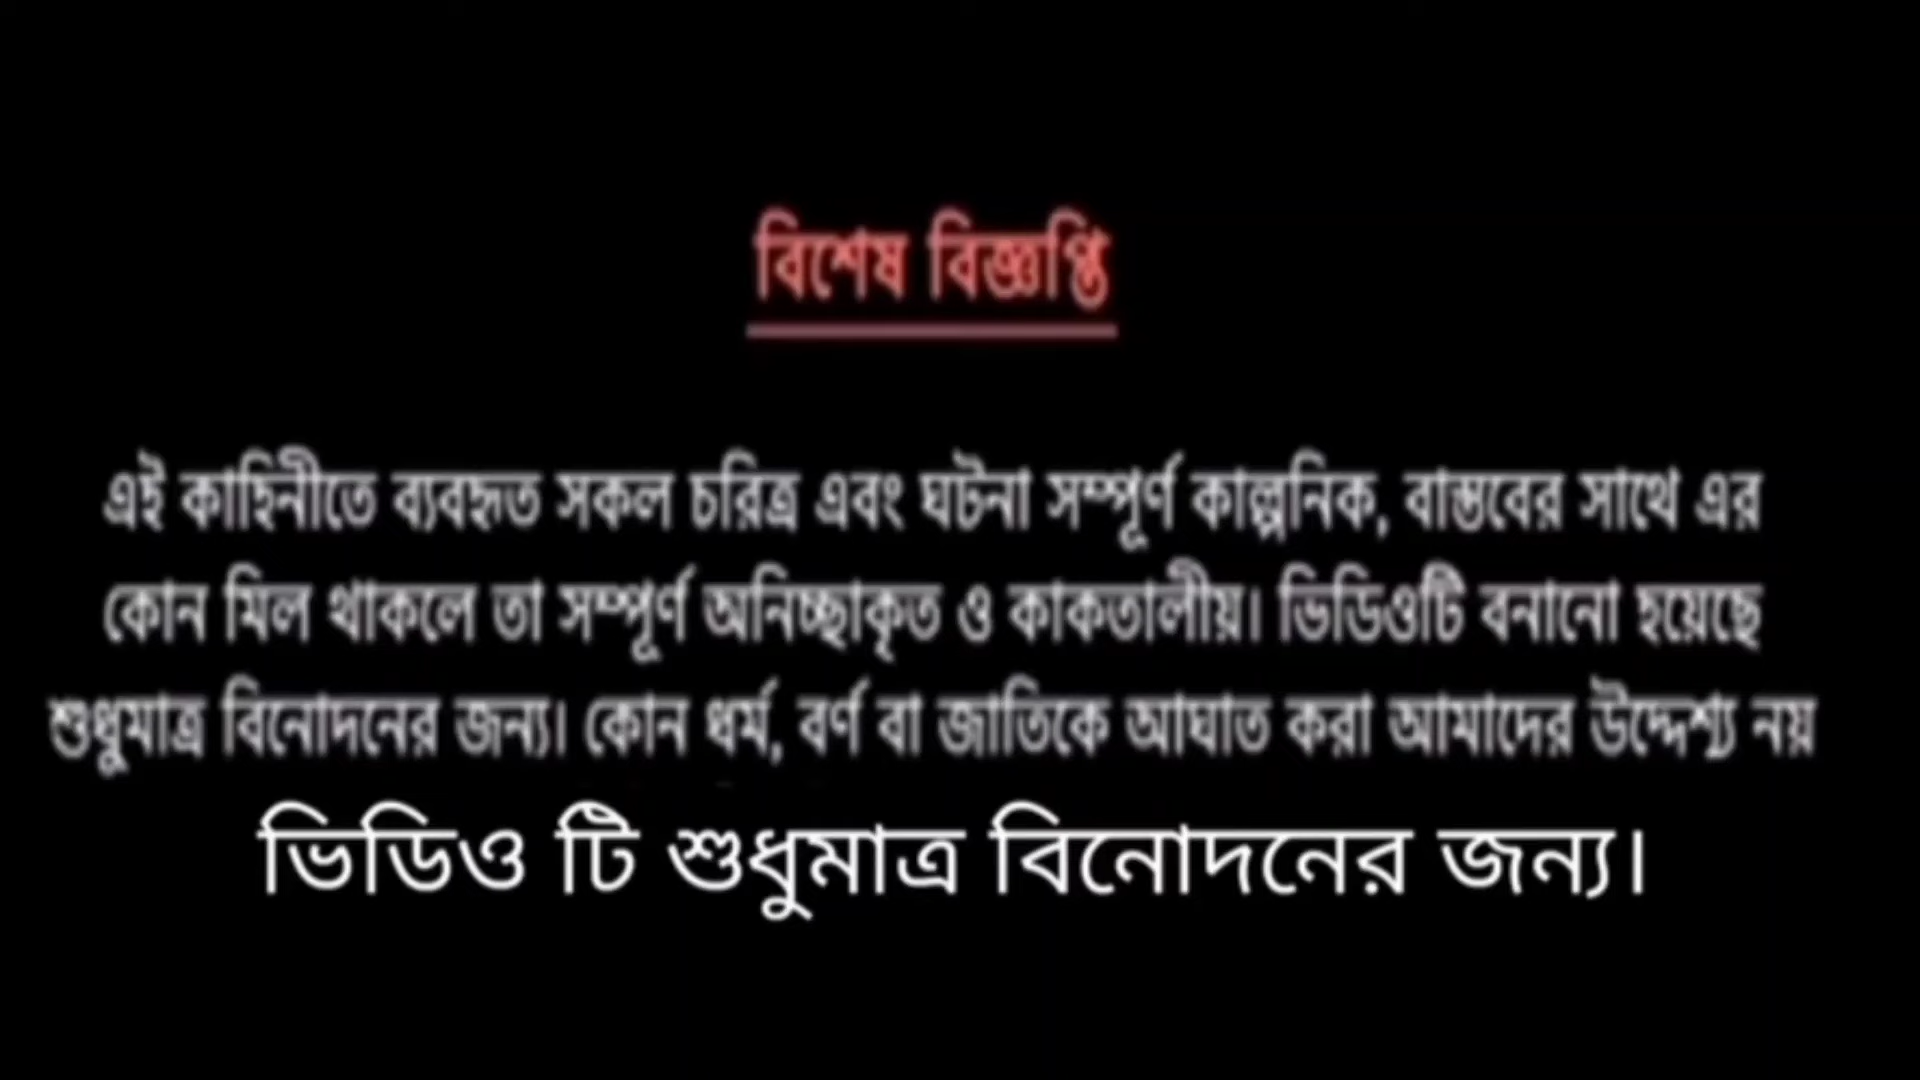 বিশেষ বিজ্ঞপ্তি
এই কাহিনীতে ব্যবহৃত সকল চরিত্র এবং ঘটনা সম্পূর্ণ কাল্পনিক, বাস্তবের সাথে এর
কোন মিল থাকলে তা সম্পূর্ণ অনিচ্ছাকৃত ও কাকতালীয়। ভিডিওটি বনানো হয়েছে
শুধুমাত্র বিনোদনের জন্য। কোন ধর্ম, বর্ণ বা জাতিকে আঘাত করা আমাদের উদ্দেশ্য নয়
ভিডিও টি শুধুমাত্র বিনোদনের জন্য।